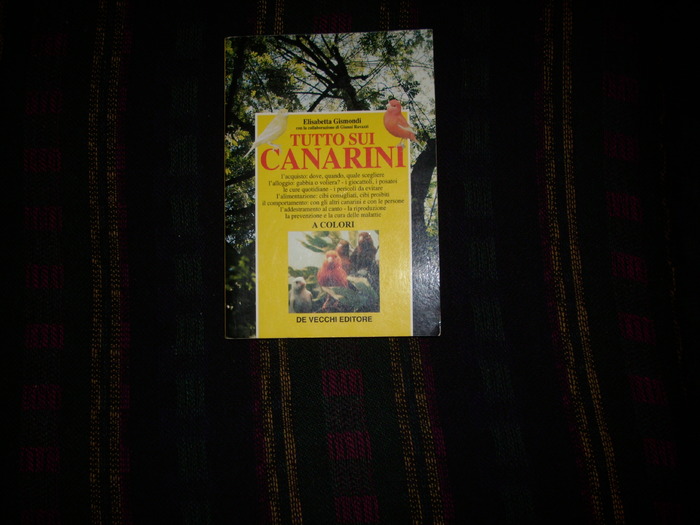 Elisabetta Gismondi
con la collaborazione di Gianni Ravazzi
TUTTO SUI
CANARINI
l'acquisto: dove, quando, quale scegliere
l'alloggio: gabbia o voliera? - i giocattoli, i posatoi
le cure quotidiane - i pericoli da evitare
l'alimentazione: cibi consigliati, cibi proibiti
il comportamento: con gli altri canarini e con le persone
l'addestramento al canto - la riproduzione
la prevenzione e la cura delle malattie
A COLORI
DE VECCHI EDITORE